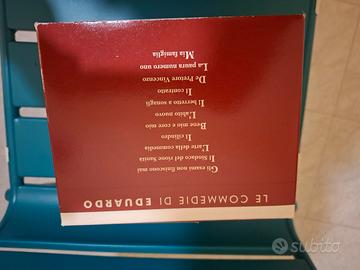 LE COMMEDIE DI EDUARDO
Gli esami non finiscono mai
Il Sindaco del rione Sanità
L'arte della commedia
Il cilindro
Bene mio e core mio
L'abito nuovo
Il berretto a sonagli
Il contratto
De Pretore Vincenzo
La paura numero uno
Mia famiglia
subito.it